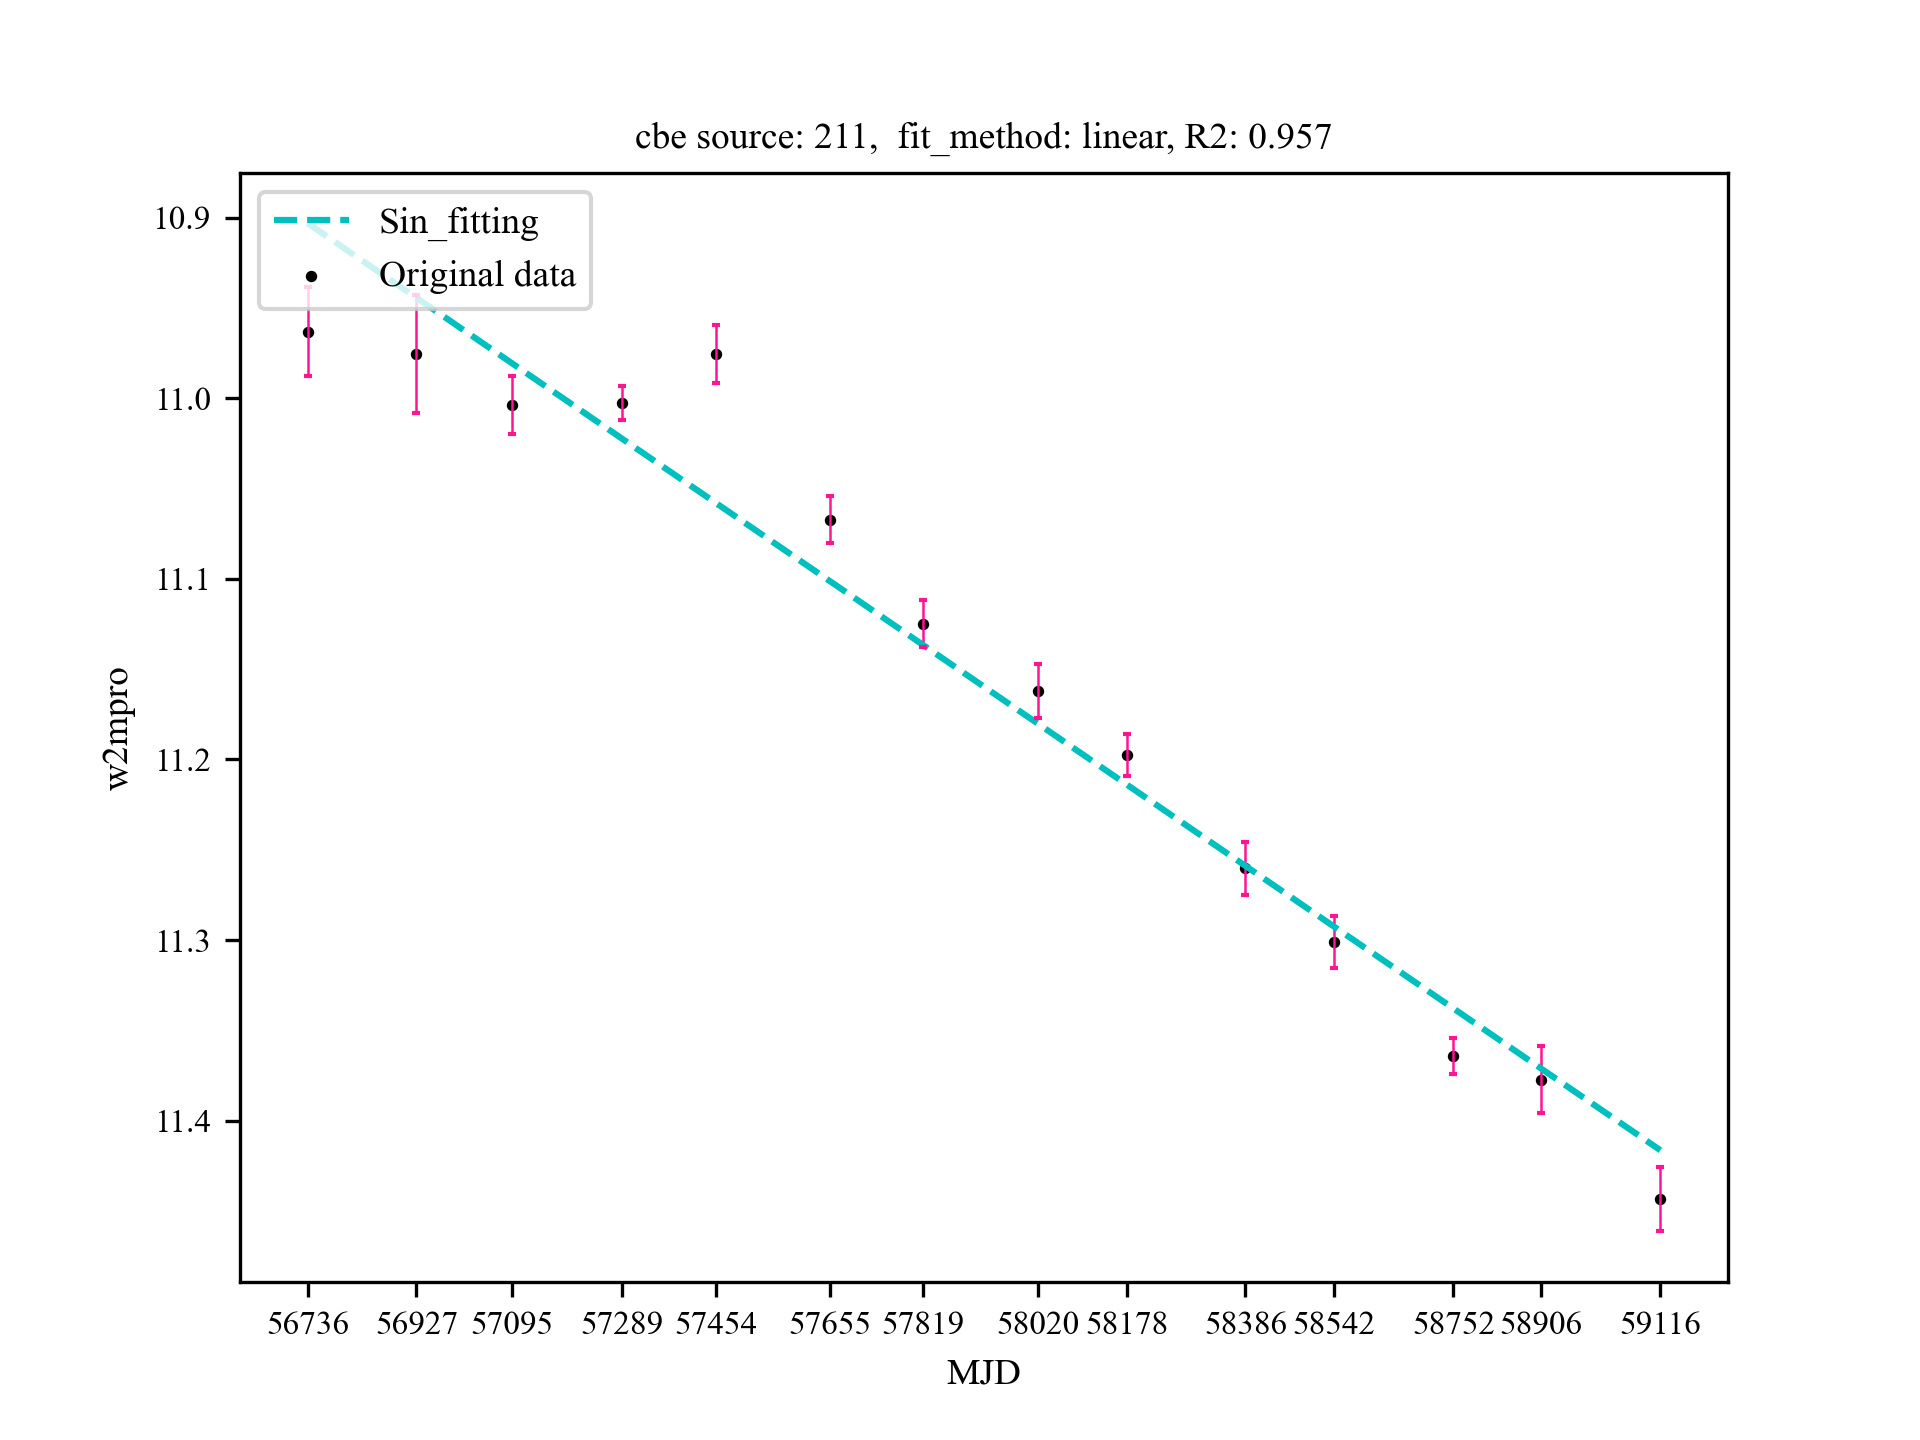 cbe source: 211,  fit_method: linear, R2: 0.957
Sin_fitting
Original data
10.9
11.0
11.1
11.2
11.3
11.4
w2mpro
56736 56927 57095 57289 57454 57655 57819 58020 58178 58386 58542 58752 58906 59116
MJD